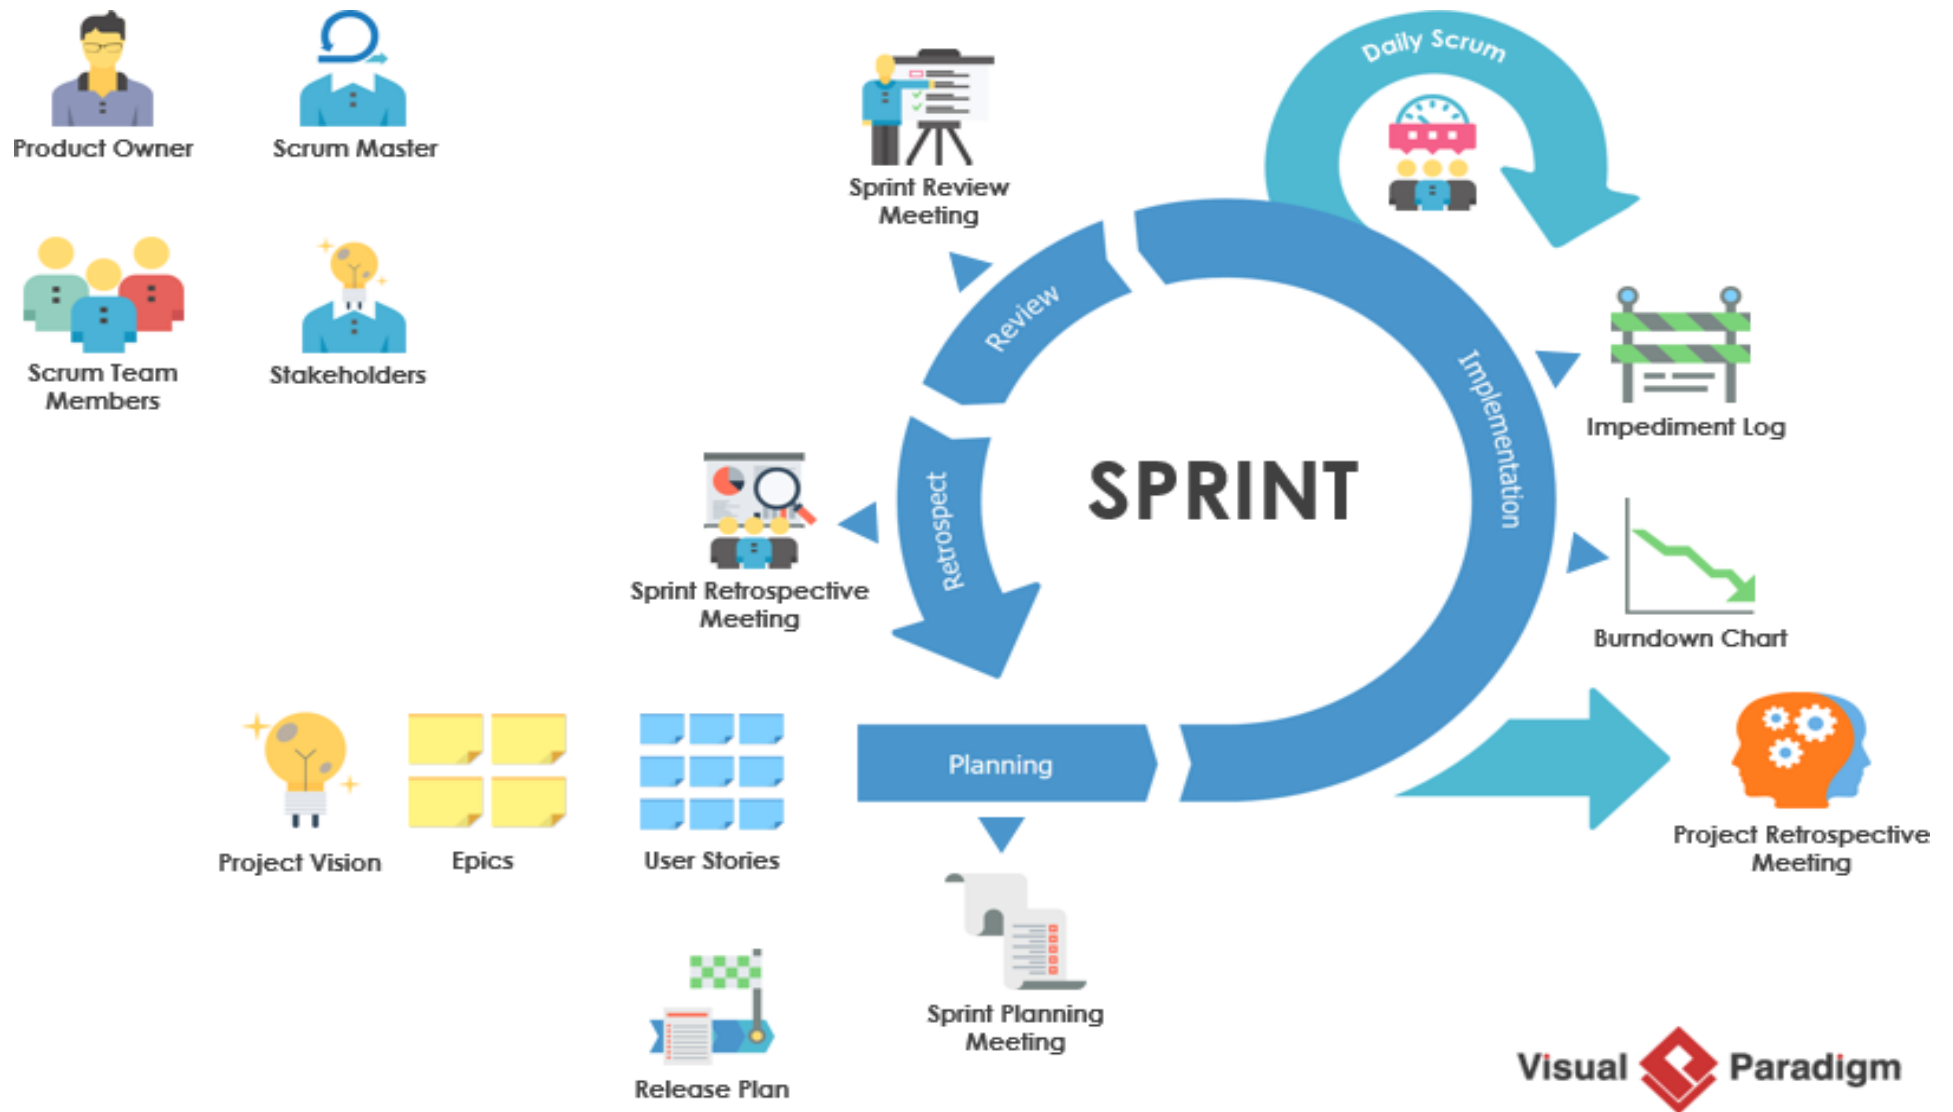 Product Owner
Scrum Master
Scrum Team
Members
Stakeholders
Sprint Review
Meeting
Daily Scrum
Review
Implementation
Impediment Log
SPRINT
Retrospect
Sprint Retrospective
Meeting
Burndown Chart
Planning
Project Vision
Epics
User Stories
Project Retrospective
Meeting
Sprint Planning
Meeting
Release Plan
Visual Paradigm